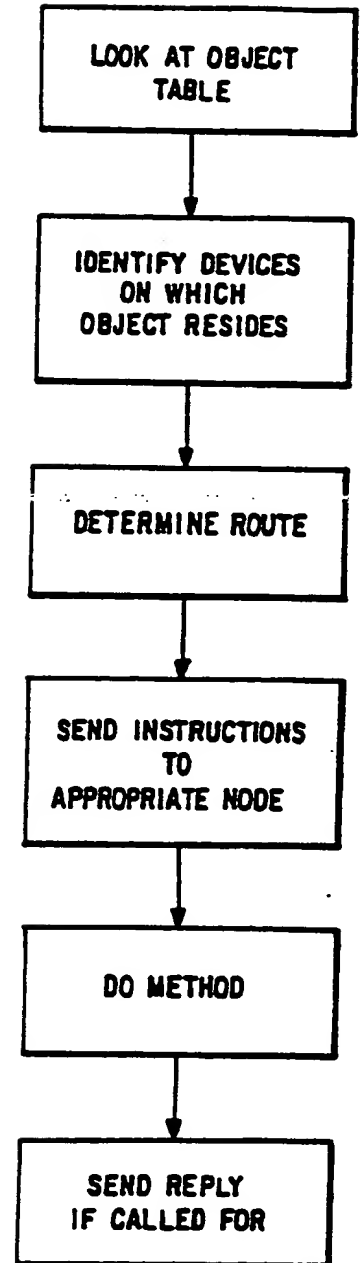 LOOK AT OBJECT
TABLE
IDENTIFY DEVICES
ON WHICH
OBJECT RESIDES
DETERMINE ROUTE
SEND INSTRUCTIONS
TO
APPROPRIATE NODE
DO METHOD
SEND REPLY
IF CALLED FOR